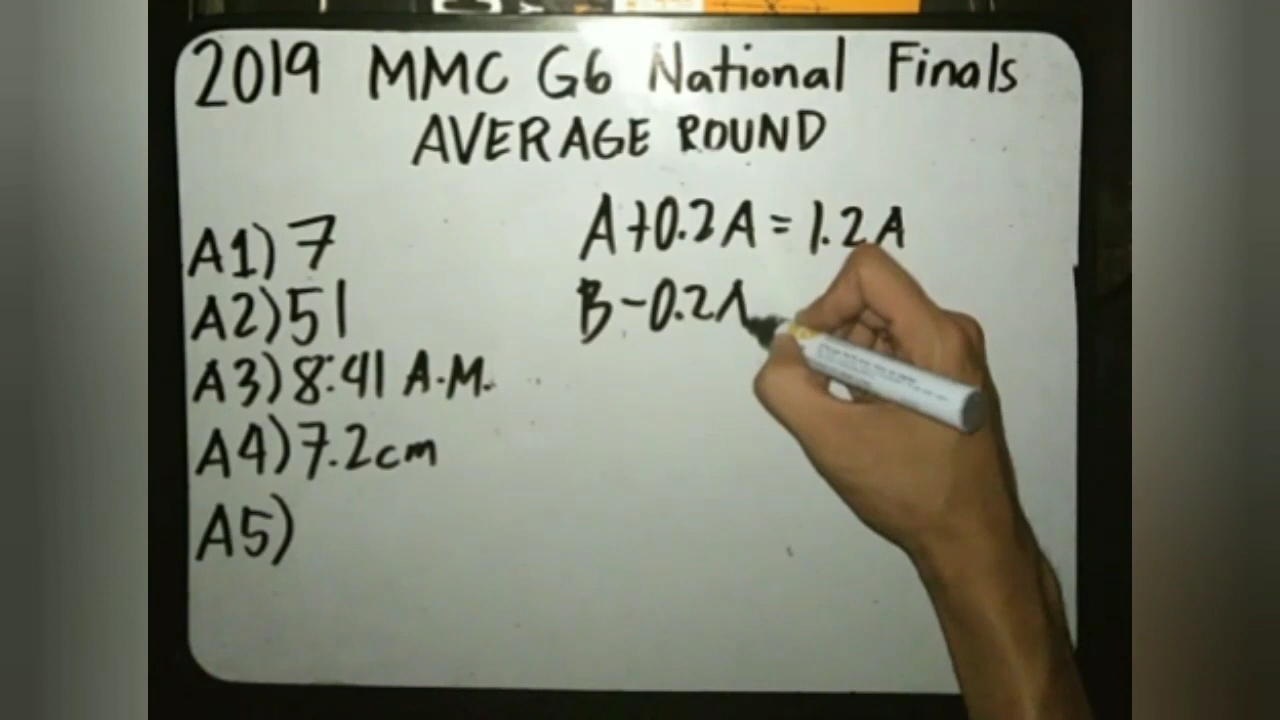 2019 MMC G6 National Finals
AVERAGE ROUND
A1) 7
A2) 51
A3) 8:41 A.M.
A4) 7.2cm
A5)
A+0.2A = 1.2A
B-0.2A